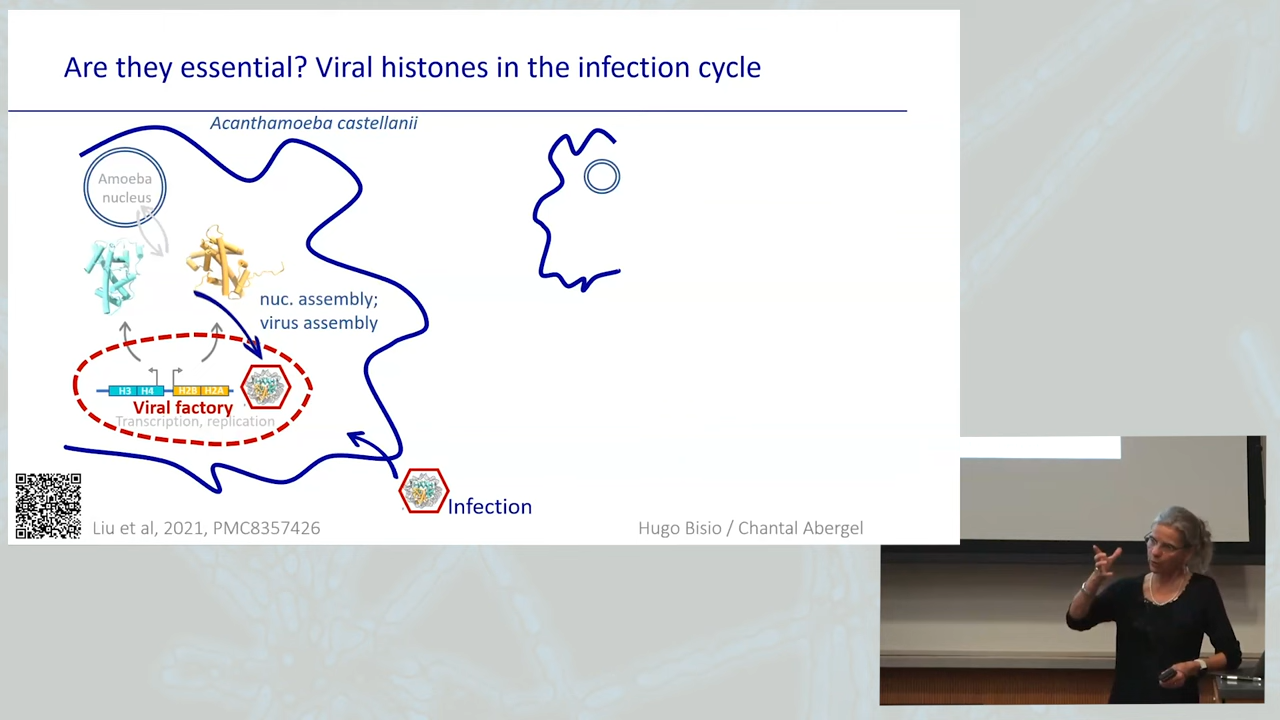 Are they essential? Viral histones in the infection cycle
Acanthamoeba castellanii
Amoeba
nucleus
nuc. assembly;
virus assembly
H3 H4 H2B H2A
Viral factory
Transcription, replication
Infection
Liu et al, 2021, PMC8357426
Hugo Bisio / Chantal Abergel